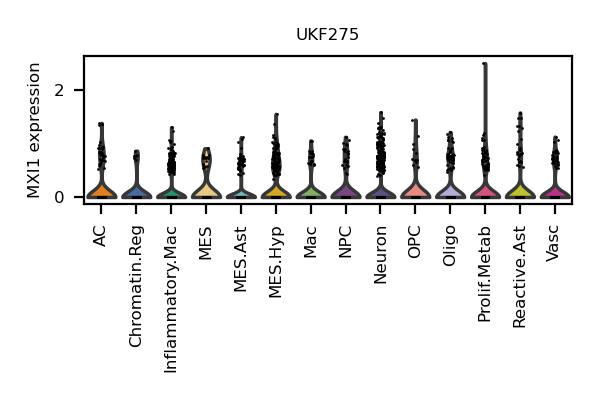 UKF275
MXI1 expression
2
0
AC
Chromatin.Reg
Inflammatory.Mac
MES
MES.Ast
MES.Hyp
Mac
NPC
Neuron
OPC
Oligo
Prolif.Metab
Reactive.Ast
Vasc